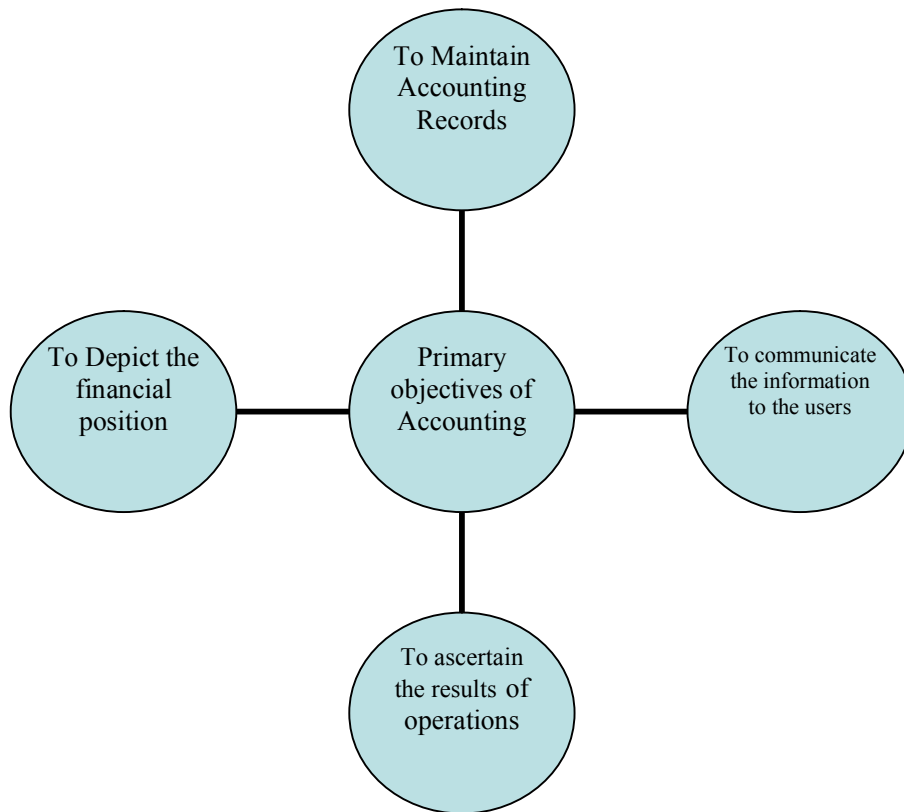 To Maintain
Accounting
Records
To Depict the
financial
position
Primary
objectives of
Accounting
To communicate
the information
to the users
To ascertain
the results of
operations